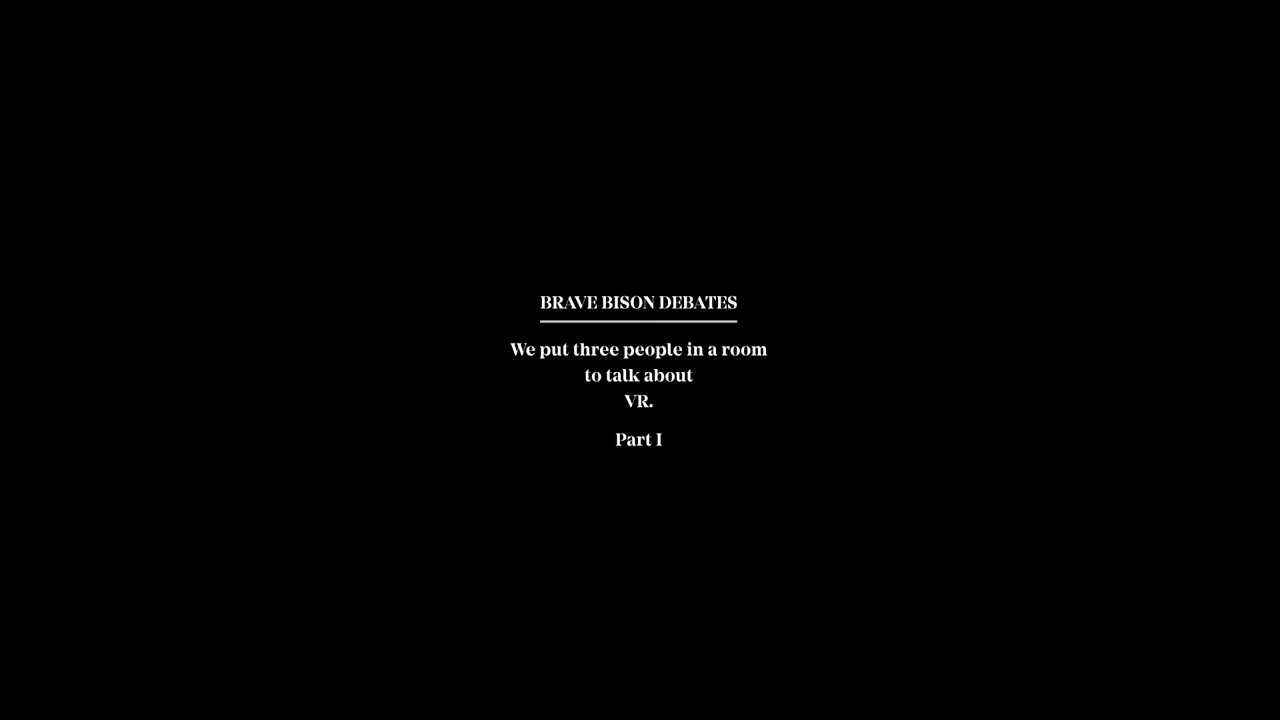 BRAVE BISON DEBATES
We put three people in a room
to talk about
VR.
Part I